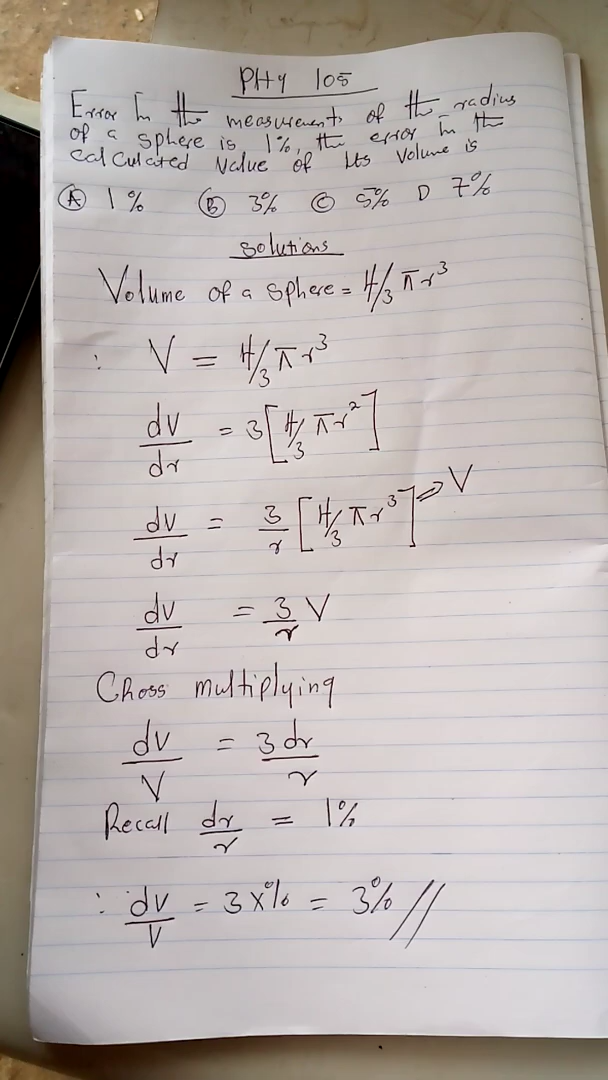 PHY 105
Error in the measurements of the radius
of a sphere is 1%, the error in the
calculated value of its volume is
Ⓐ 1% Ⓑ 3% Ⓒ 5% D 7%
Solutions
Volume of a sphere = 4/3 πr³
: V = 4/3 πr³
dv/dr = 3[4/3 πr²]
dv/dr = 3/r [4/3 πr³] ⇒ V
dv/dr = 3/r V
Cross multiplying
dv/V = 3dr/r
Recall dr/r = 1%
: dv/V = 3 x % = 3% //